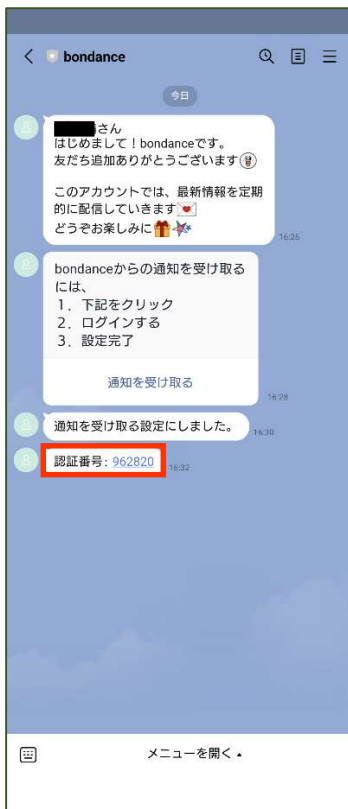 bondance
今日
さん
はじめまして！bondanceです。
友だち追加ありがとうございます
このアカウントでは、最新情報を定期
的に配信していきます
どうぞお楽しみに
16:25
bondanceからの通知を受け取る
には、
1．下記をクリック
2．ログインする
3．設定完了
通知を受け取る
16:28
通知を受け取る設定にしました。
16:30
認証番号: 962820
16:32
メニューを開く